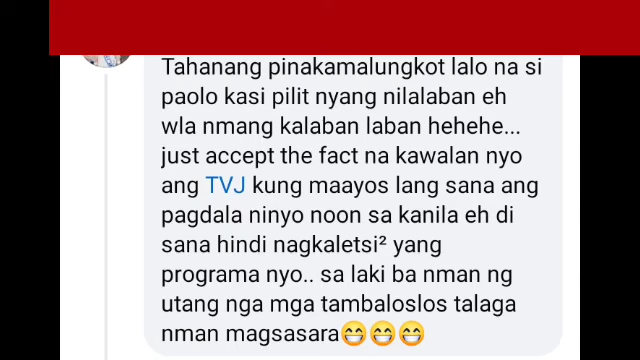 Tahanang pinakamalungkot lalo na si
paolo kasi pilit nyang nilalaban eh
wla nmang kalaban laban hehehe...
just accept the fact na kawalan nyo
ang TVJ kung maayos lang sana ang
pagdala ninyo noon sa kanila eh di
sana hindi nagkaletsi² yang
programa nyo.. sa laki ba nman ng
utang nga mga tambaloslos talaga
nman magsasara😁😁😁